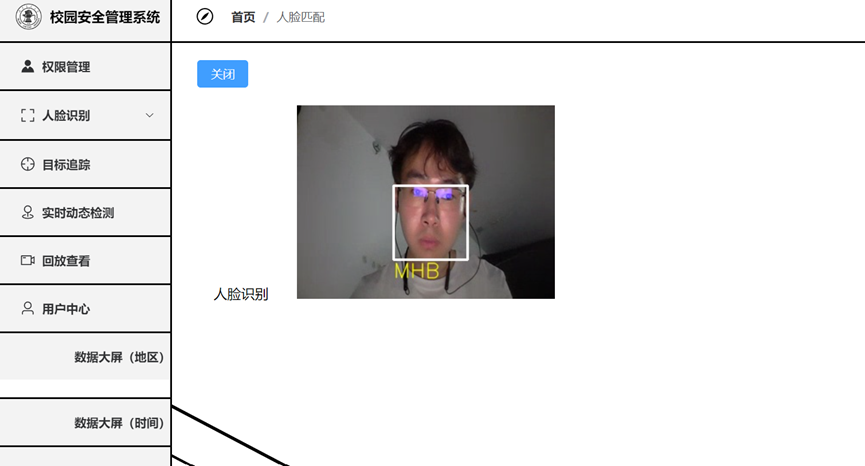 校园安全管理系统
首页 / 人脸匹配
权限管理
关闭
人脸识别
目标追踪
实时动态检测
回放查看
MHB
人脸识别
用户中心
数据大屏（地区）
数据大屏（时间）